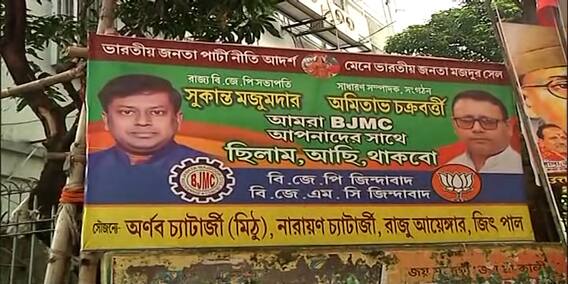 ভারতীয় জনতা পার্টী নীতি আদর্শ মেনে ভারতীয় জনতা মজদুর সেল
রাজ্য বি.জে.পি সভাপতি
সুকান্ত মজুমদার
সাধারণ সম্পাদক, সংগঠন
অমিতাভ চক্রবর্ত্তী
আমরা BJMC
আপনাদের সাথে
ছিলাম, আছি, থাকবো
BJMC
বি.জে.পি জিন্দাবাদ
বি.জে.এম. সি জিন্দাবাদ
সৌজন্যে- অর্ণব চ্যাটার্জী (মিঠু), নারায়ণ চ্যাটার্জী, রাজু আয়েঙ্গার, জিৎ পাল